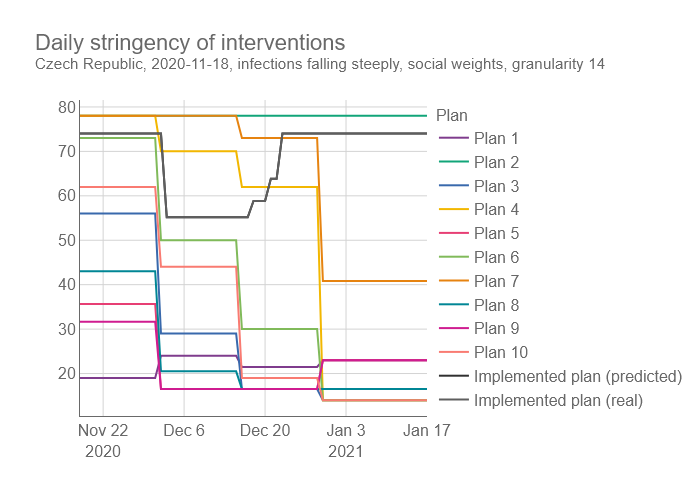 Daily stringency of interventions
Czech Republic, 2020-11-18, infections falling steeply, social weights, granularity 14
80
70
60
50
40
30
20
Nov 22
2020
Dec 6
Dec 20
Jan 3
2021
Jan 17
Plan
Plan 1
Plan 2
Plan 3
Plan 4
Plan 5
Plan 6
Plan 7
Plan 8
Plan 9
Plan 10
Implemented plan (predicted)
Implemented plan (real)